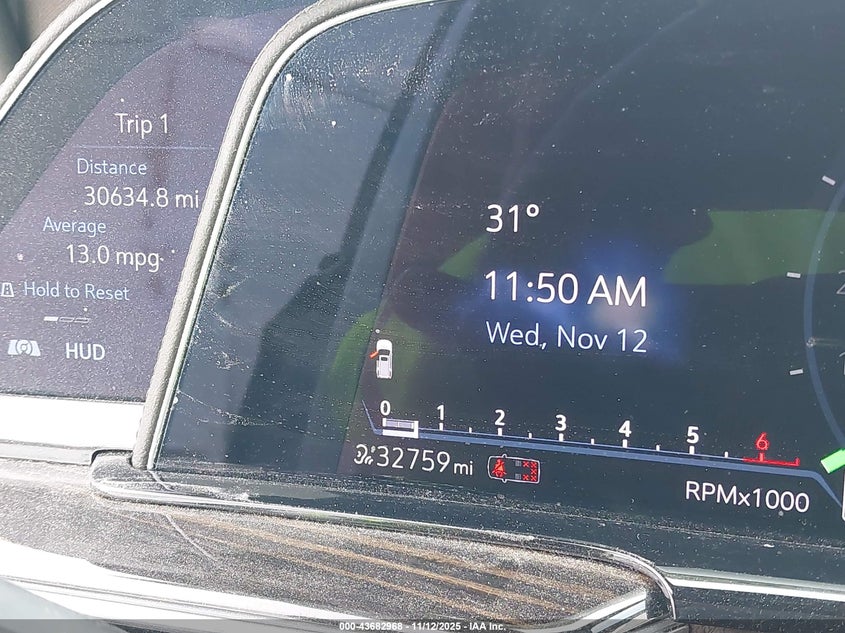 Trip 1
Distance
30634.8 mi
Average
13.0 mpg
Hold to Reset
HUD
31°
11:50 AM
Wed, Nov 12
0 1 2 3 4 5 6
32759 mi
RPMx1000
000-43682968 - 11/12/2025 - IAA Inc.